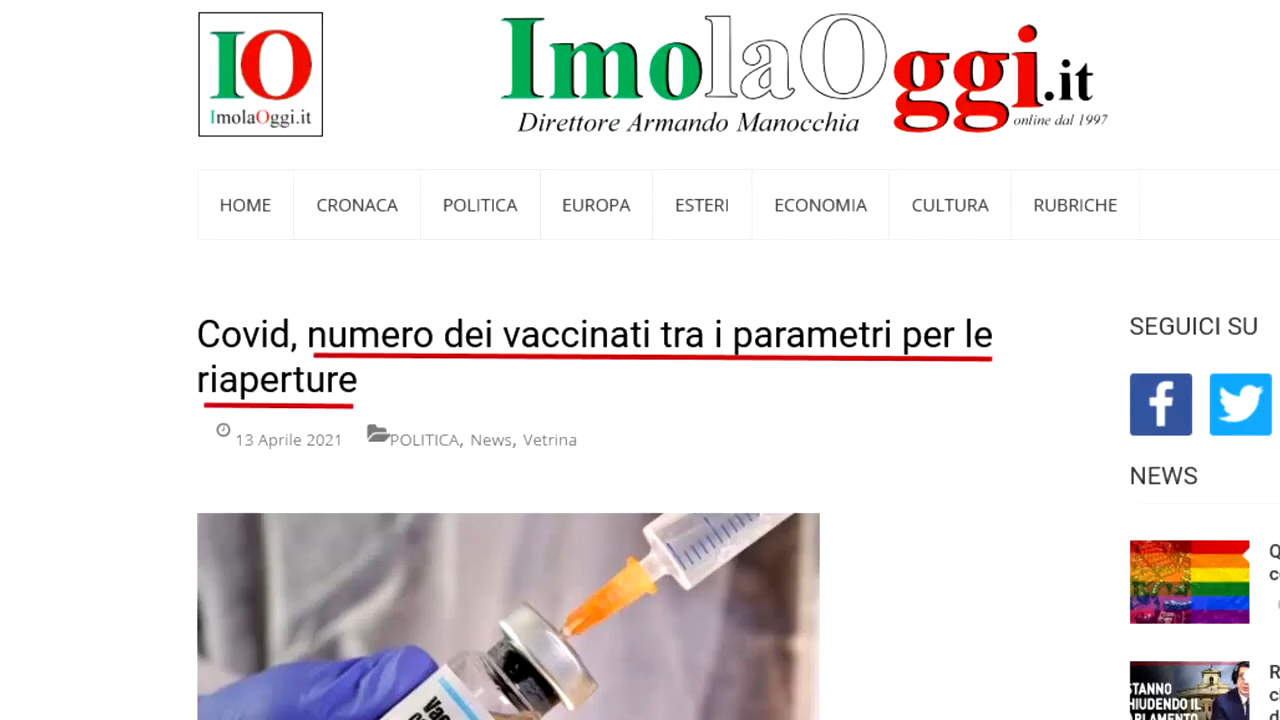 IO
ImolaOggi.it
ImolaOggi.it
Direttore Armando Manocchia
online dal 1997
HOME
CRONACA
POLITICA
EUROPA
ESTERI
ECONOMIA
CULTURA
RUBRICHE
Covid, numero dei vaccinati tra i parametri per le
riaperture
13 Aprile 2021
POLITICA, News, Vetrina
SEGUICI SU
NEWS